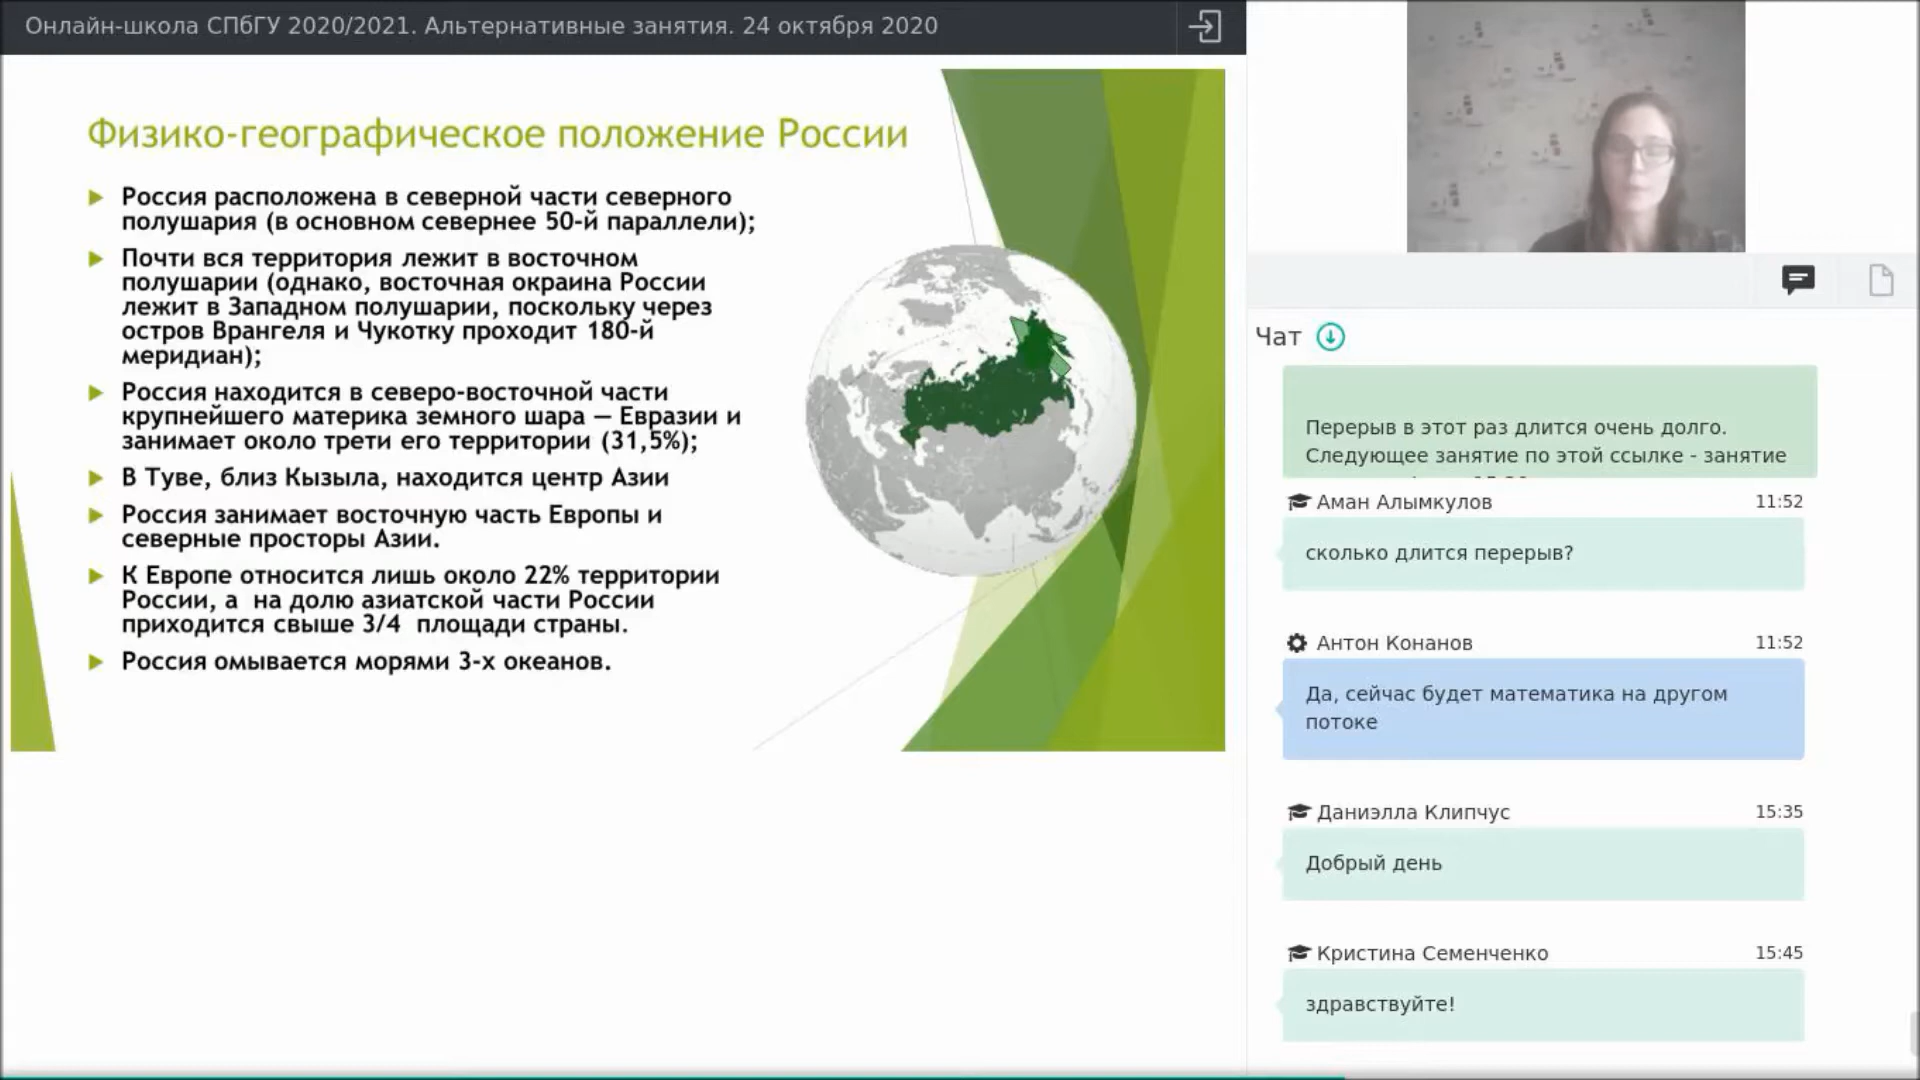 Онлайн-школа СПбГУ 2020/2021. Альтернативные занятия. 24 октября 2020
Физико-географическое положение России
Россия расположена в северной части северного
полушария (в основном севернее 50-й параллели);
Почти вся территория лежит в восточном
полушарии (однако, восточная окраина России
лежит в Западном полушарии, поскольку через
остров Врангеля и Чукотку проходит 180-й
меридиан);
Россия находится в северо-восточной части
крупнейшего материка земного шара — Евразии и
занимает около трети его территории (31,5%);
В Туве, близ Кызыла, находится центр Азии
Россия занимает восточную часть Европы и
северные просторы Азии.
К Европе относится лишь около 22% территории
России, а на долю азиатской части России
приходится свыше 3/4 площади страны.
Россия омывается морями 3-х океанов.
Чат
Перерыв в этот раз длится очень долго.
Следующее занятие по этой ссылке - занятие
Аман Алымкулов 11:52
сколько длится перерыв?
Антон Конанов 11:52
Да, сейчас будет математика на другом
потоке
Даниэлла Клипчус 15:35
Добрый день
Кристина Семенченко 15:45
здравствуйте!